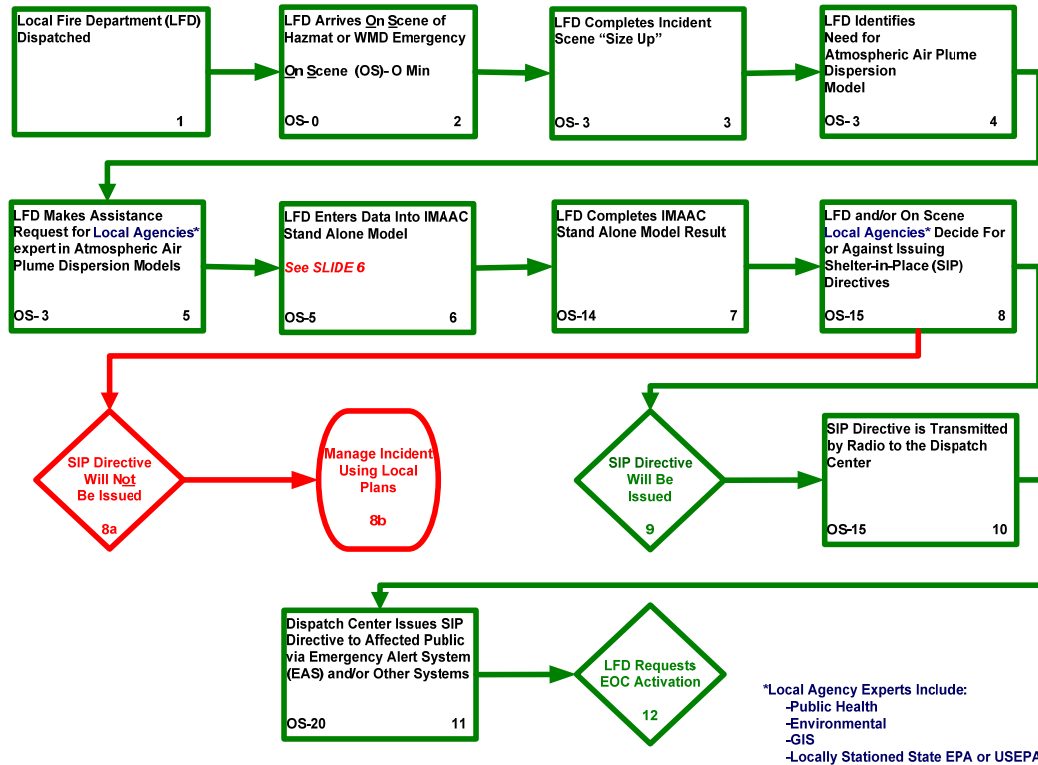 Local Fire Department (LFD)
Dispatched
1
LFD Arrives On Scene of
Hazmat or WMD Emergency
On Scene (OS)- O Min
OS- 0
2
LFD Completes Incident
Scene “Size Up”
OS- 3
3
LFD Identifies
Need for
Atmospheric Air Plume
Dispersion
Model
OS- 3
4
LFD Makes Assistance
Request for Local Agencies*
expert in Atmospheric Air
Plume Dispersion Models
OS- 3
5
LFD Enters Data Into IMAAC
Stand Alone Model
See SLIDE 6
OS-5
6
LFD Completes IMAAC
Stand Alone Model Result
OS-14
7
LFD and/or On Scene
Local Agencies* Decide For
or Against Issuing
Shelter-in-Place (SIP)
Directives
OS-15
8
SIP Directive
Will Not
Be Issued
8a
Manage Incident
Using Local
Plans
8b
SIP Directive
Will Be
Issued
9
SIP Directive is Transmitted
by Radio to the Dispatch
Center
OS-15
10
Dispatch Center Issues SIP
Directive to Affected Public
via Emergency Alert System
(EAS) and/or Other Systems
OS-20
11
LFD Requests
EOC Activation
12
*Local Agency Experts Include:
-Public Health
-Environmental
-GIS
-Locally Stationed State EPA or USEPA